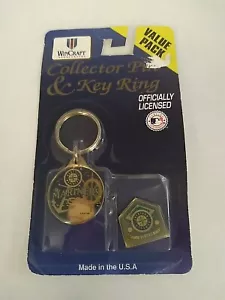 WINCRAFT
VALUE
PACK
Collector Pin
& Key Ring
OFFICIALLY
LICENSED
Made in the U.S.A